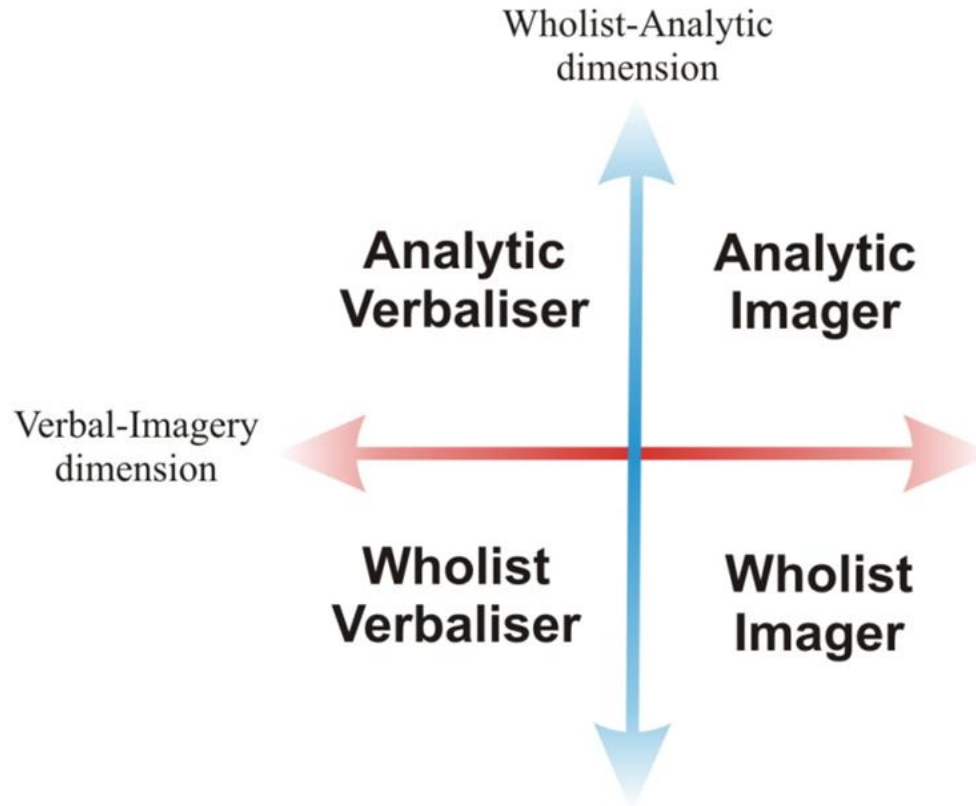 Wholist-Analytic
dimension
Analytic
Verbaliser
Analytic
Imager
Verbal-Imagery
dimension
Wholist
Verbaliser
Wholist
Imager